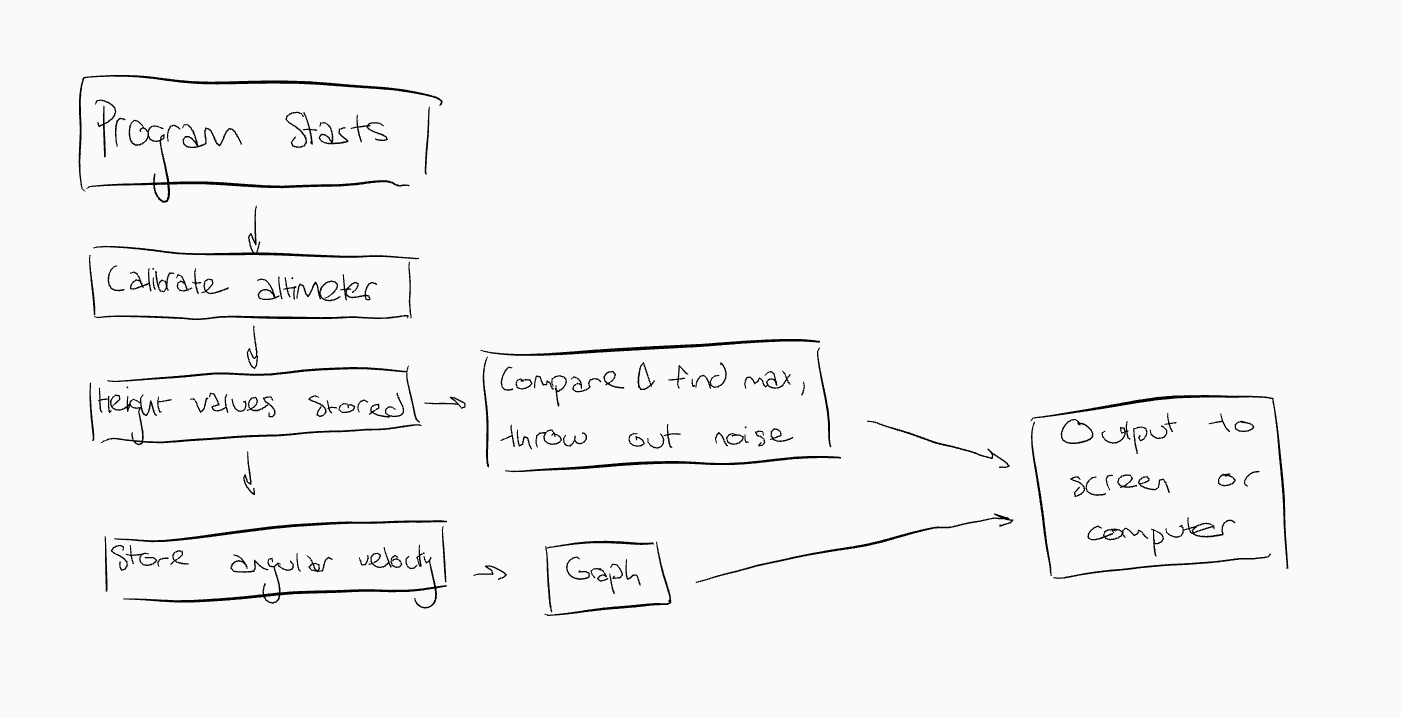 Program Starts
Calibrate altimeter
Height values stored
Compare & find max,
throw out noise
Store angular velocity
Graph
Output to
screen or
computer